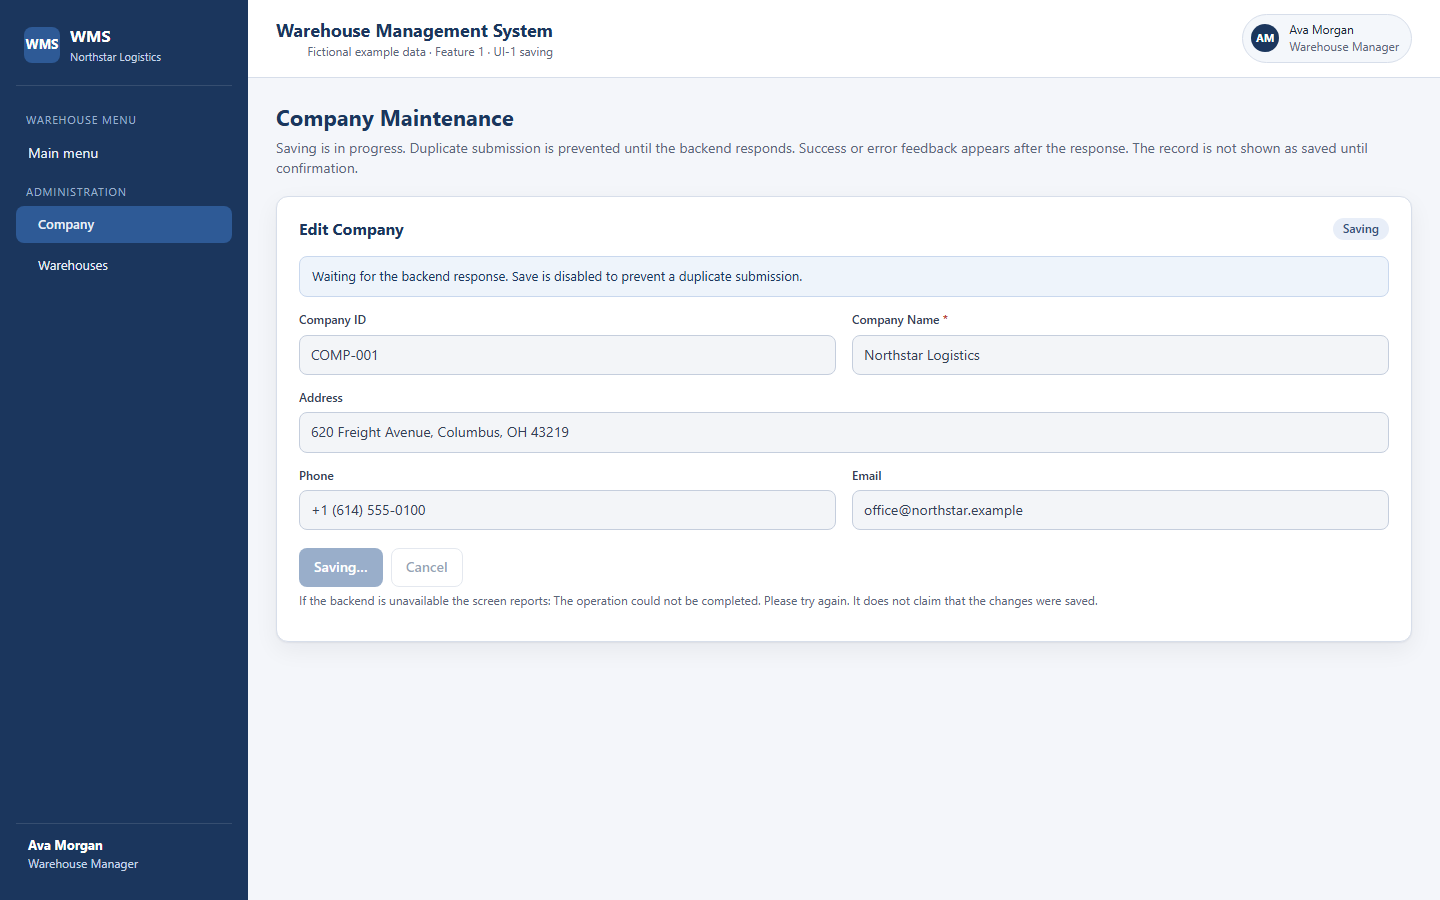 WMS
WMS
Northstar Logistics
WAREHOUSE MENU
Main menu
ADMINISTRATION
Company
Warehouses
Ava Morgan
Warehouse Manager
Warehouse Management System
Fictional example data · Feature 1 · UI-1 saving
AM
Ava Morgan
Warehouse Manager
Company Maintenance
Saving is in progress. Duplicate submission is prevented until the backend responds. Success or error feedback appears after the response. The record is not shown as saved until
confirmation.
Edit Company
Saving
Waiting for the backend response. Save is disabled to prevent a duplicate submission.
Company ID
COMP-001
Company Name *
Northstar Logistics
Address
620 Freight Avenue, Columbus, OH 43219
Phone
+1 (614) 555-0100
Email
office@northstar.example
Saving...
Cancel
If the backend is unavailable the screen reports: The operation could not be completed. Please try again. It does not claim that the changes were saved.